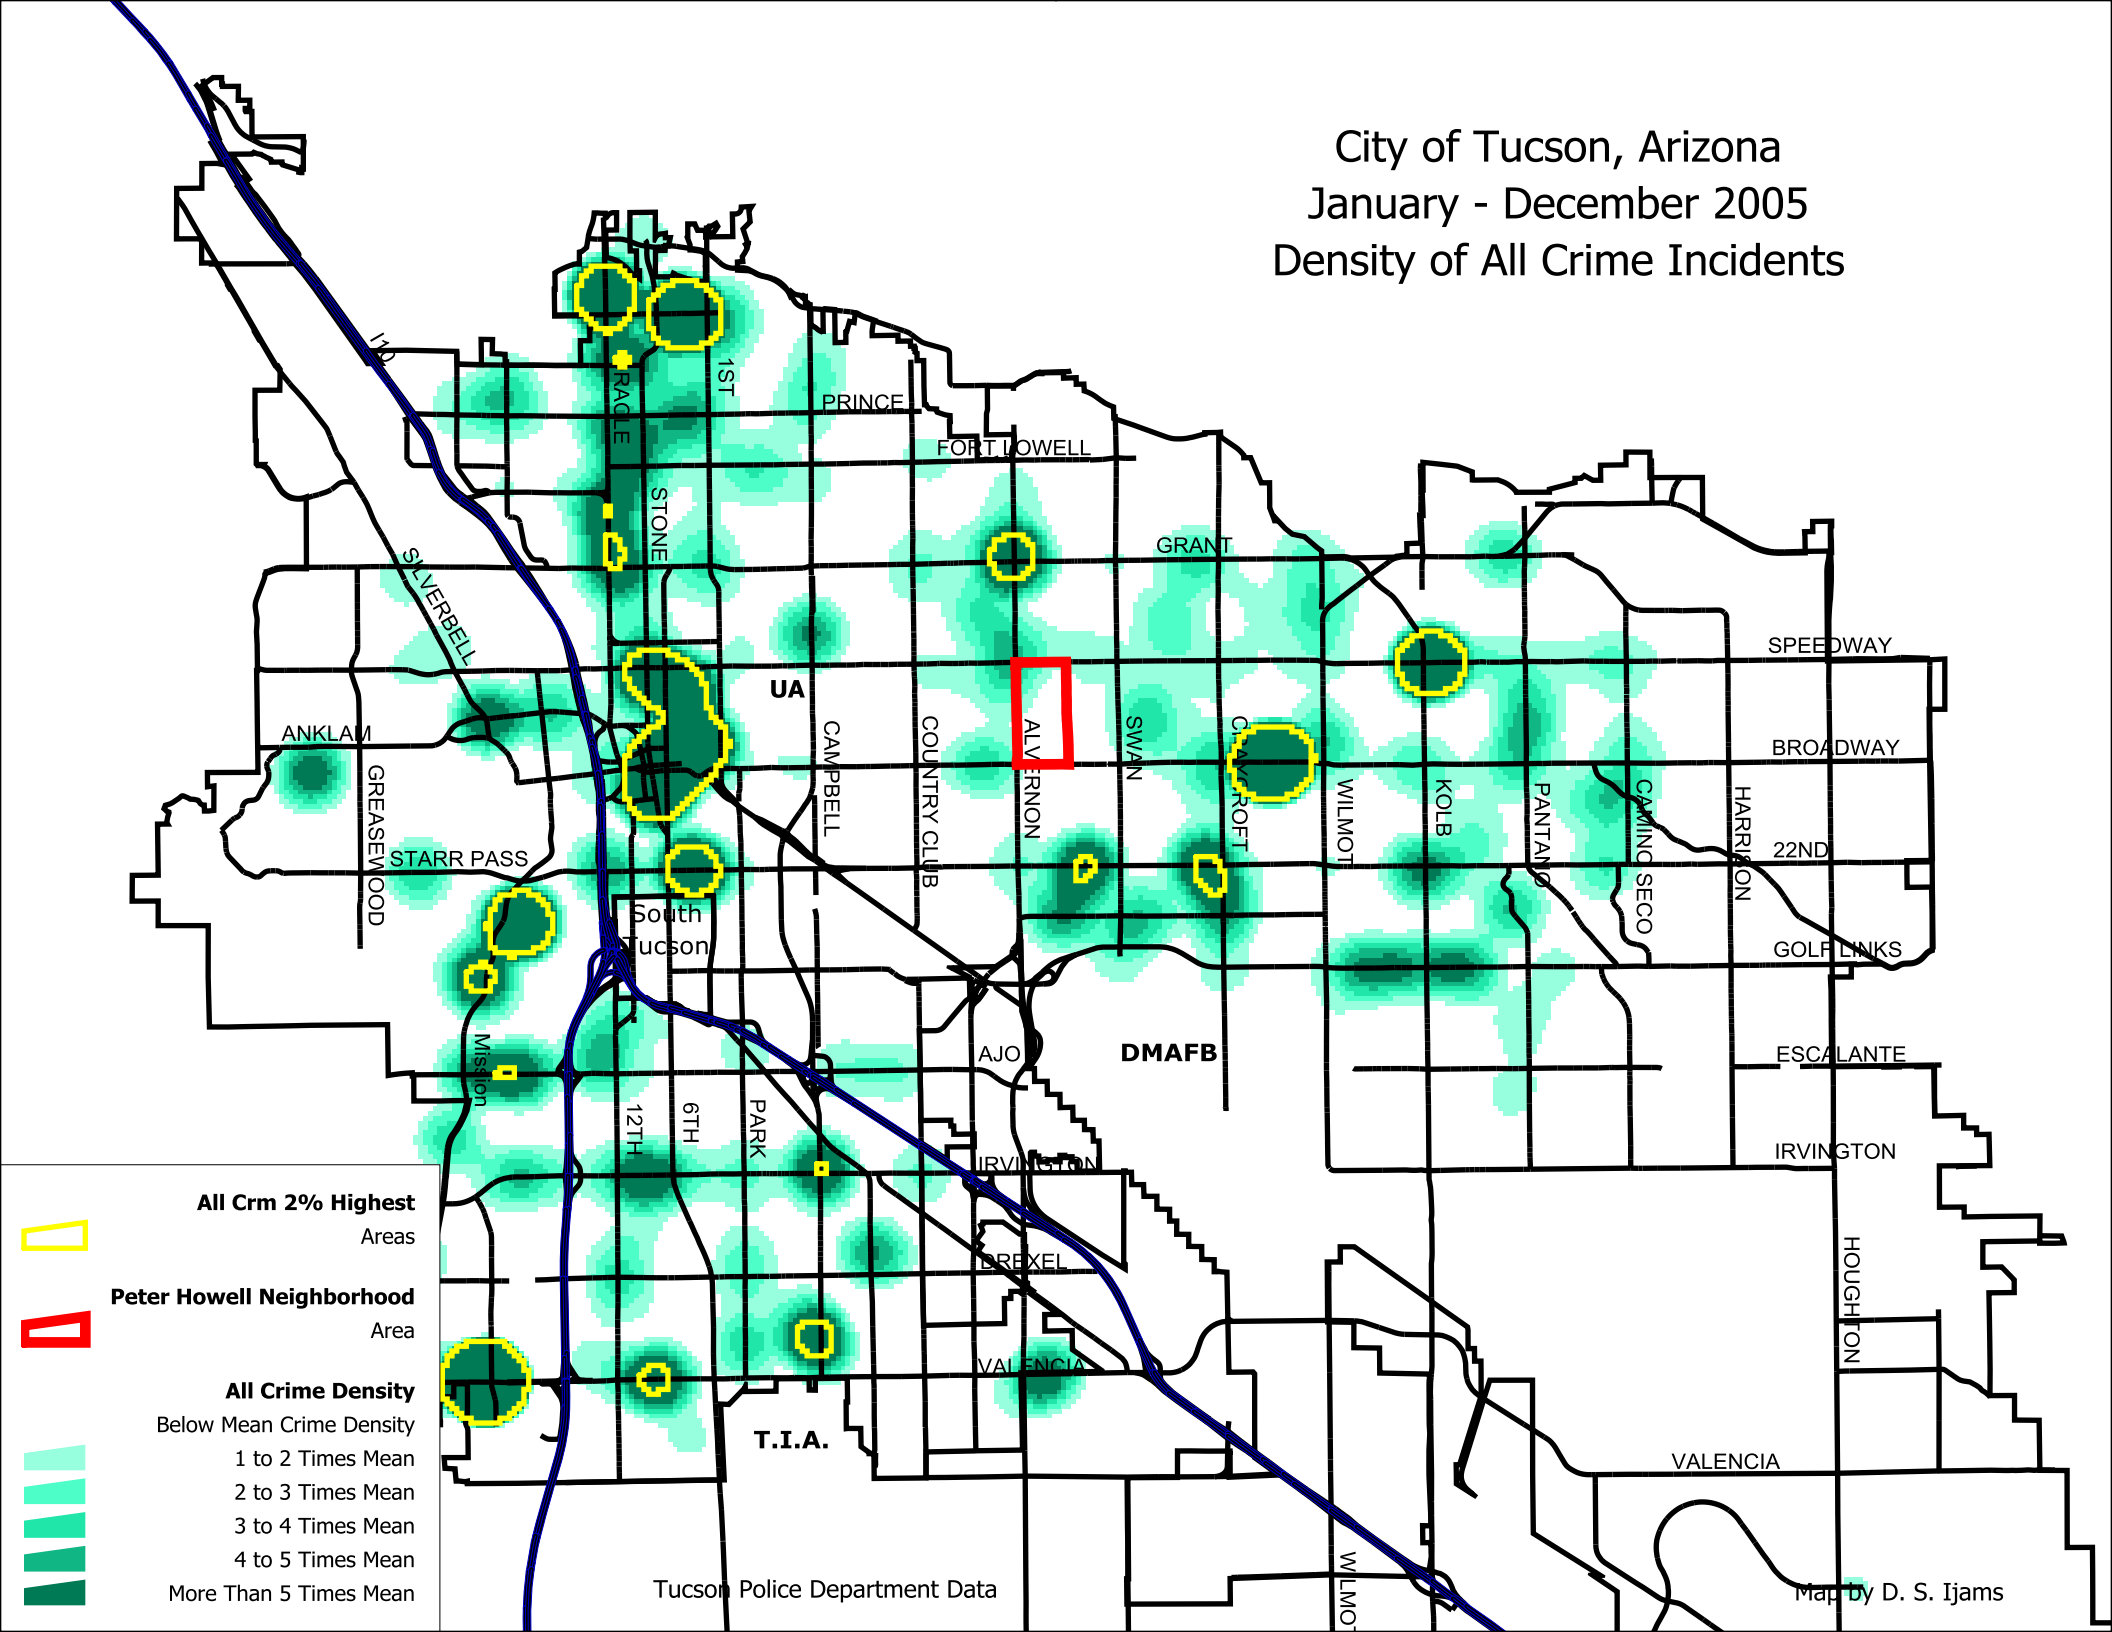 City of Tucson, Arizona
January - December 2005
Density of All Crime Incidents
I10
RACLE
1ST
PRINCE
FORT LOWELL
STONE
GRANT
SILVERBELL
SPEEDWAY
UA
ANKLAM
GREASEWOOD
CAMPBELL
COUNTRY CLUB
ALVERNON
SWAN
CRAYCROFT
WILMOT
KOLB
PANTANO
CAMINO SECO
HARRISON
BROADWAY
STARR PASS
22ND
South
Tucson
GOLF LINKS
Mission
AJO
DMAFB
ESCALANTE
12TH
6TH
PARK
IRVINGTON
IRVINGTON
DREXEL
HOUGHTON
VALENCIA
T.I.A.
VALENCIA
WILMOT
All Crm 2% Highest
Areas
Peter Howell Neighborhood
Area
All Crime Density
Below Mean Crime Density
1 to 2 Times Mean
2 to 3 Times Mean
3 to 4 Times Mean
4 to 5 Times Mean
More Than 5 Times Mean
Tucson Police Department Data
Map by D. S. Ijams